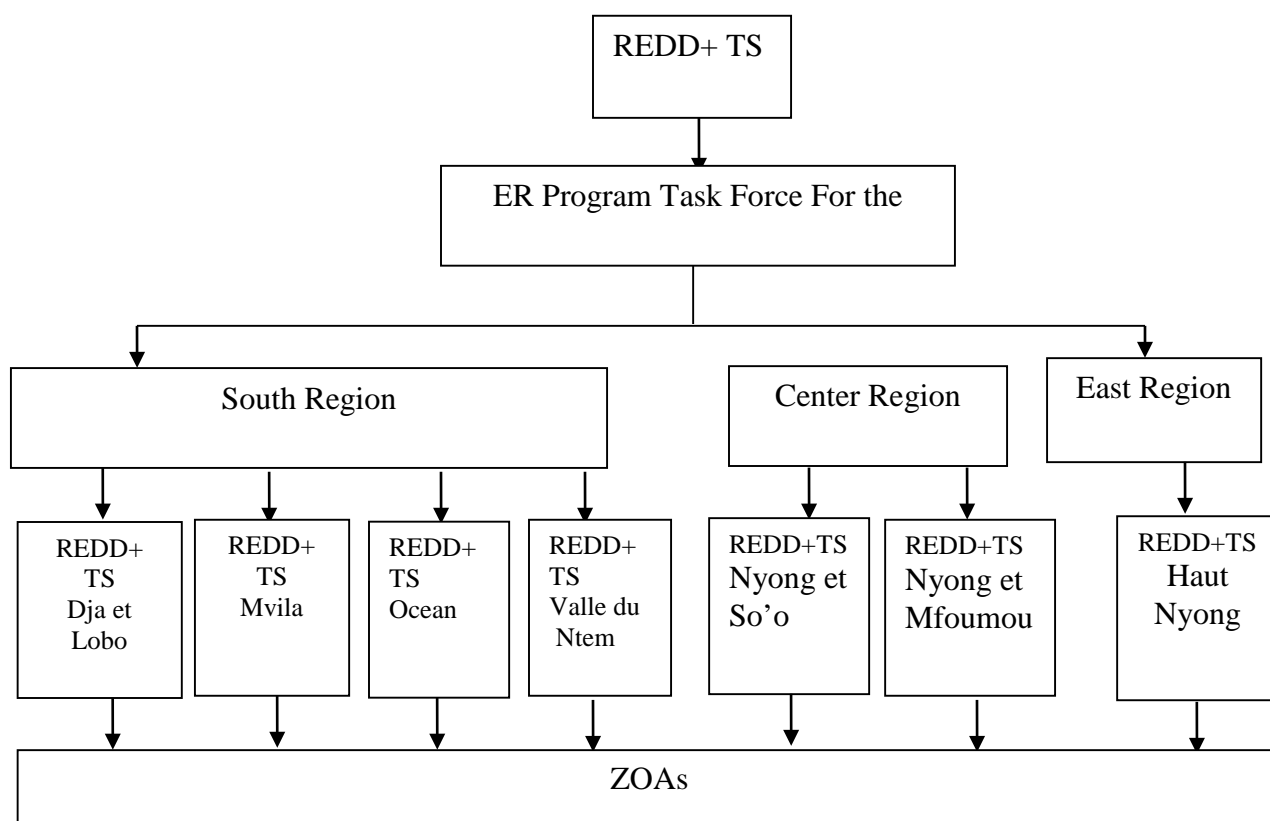 REDD+ TS
ER Program Task Force For the
South Region
Center Region
East Region
REDD+
TS
Dja et
Lobo
REDD+
TS
Mvila
REDD+
TS
Ocean
REDD+
TS
Valle du
Ntem
REDD+TS
Nyong et
So’o
REDD+TS
Nyong et
Mfoumou
REDD+TS
Haut
Nyong
ZOAs